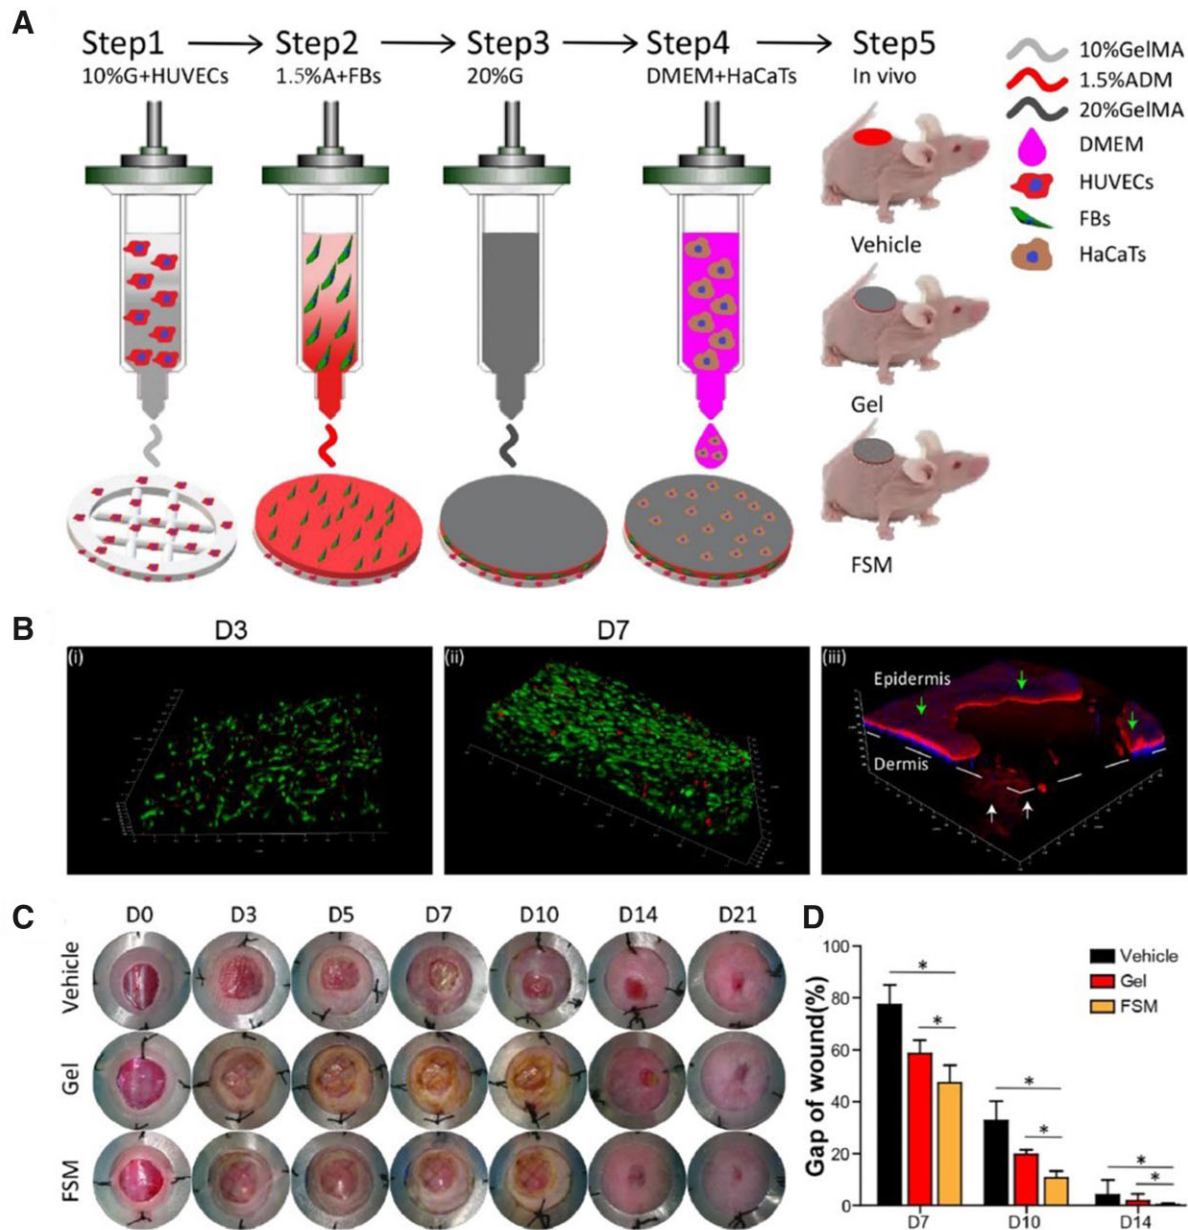 A
Step1 Step2 Step3 Step4 Step5
10%G+HUVECs 1.5%A+FBs 20%G DMEM+HaCaTs In vivo
10%GelMA
1.5%ADM
20%GelMA
DMEM
HUVECs
FBs
HaCaTs
Vehicle
Gel
FSM
B
D3 D7
(i) (ii) (iii)
Epidermis
Dermis
C
D0 D3 D5 D7 D10 D14 D21
Vehicle
Gel
FSM
D
Gap of wound(%)
100
80
60
40
20
0
Vehicle
Gel
FSM
* * * * * *
D7 D10 D14